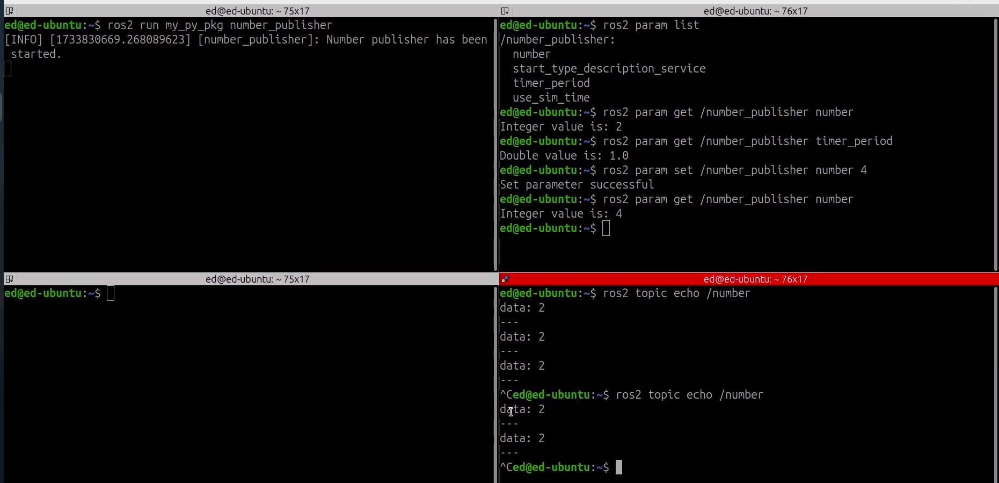 ed@ed-ubuntu: ~ 75x17
ed@ed-ubuntu:~$ ros2 run my_py_pkg number_publisher
[INFO] [1733830669.268089623] [number_publisher]: Number publisher has been
started.
ed@ed-ubuntu: ~ 76x17
ed@ed-ubuntu:~$ ros2 param list
/number_publisher:
number
start_type_description_service
timer_period
use_sim_time
ed@ed-ubuntu:~$ ros2 param get /number_publisher number
Integer value is: 2
ed@ed-ubuntu:~$ ros2 param get /number_publisher timer_period
Double value is: 1.0
ed@ed-ubuntu:~$ ros2 param set /number_publisher number 4
Set parameter successful
ed@ed-ubuntu:~$ ros2 param get /number_publisher number
Integer value is: 4
ed@ed-ubuntu:~$
ed@ed-ubuntu: ~ 75x17
ed@ed-ubuntu:~$
ed@ed-ubuntu: ~ 76x17
ed@ed-ubuntu:~$ ros2 topic echo /number
data: 2
---
data: 2
---
data: 2
---
^Ced@ed-ubuntu:~$ ros2 topic echo /number
data: 2
---
data: 2
---
^Ced@ed-ubuntu:~$